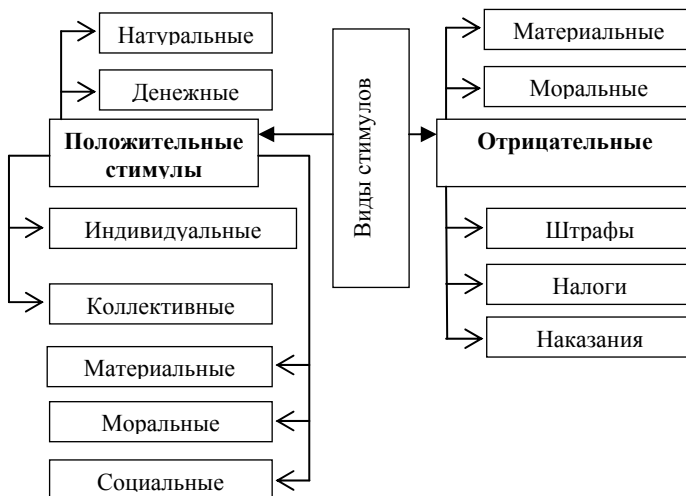 Натуральные
Денежные
Положительные
стимулы
Индивидуальные
Коллективные
Материальные
Моральные
Социальные
Виды стимулов
Материальные
Моральные
Отрицательные
Штрафы
Налоги
Наказания